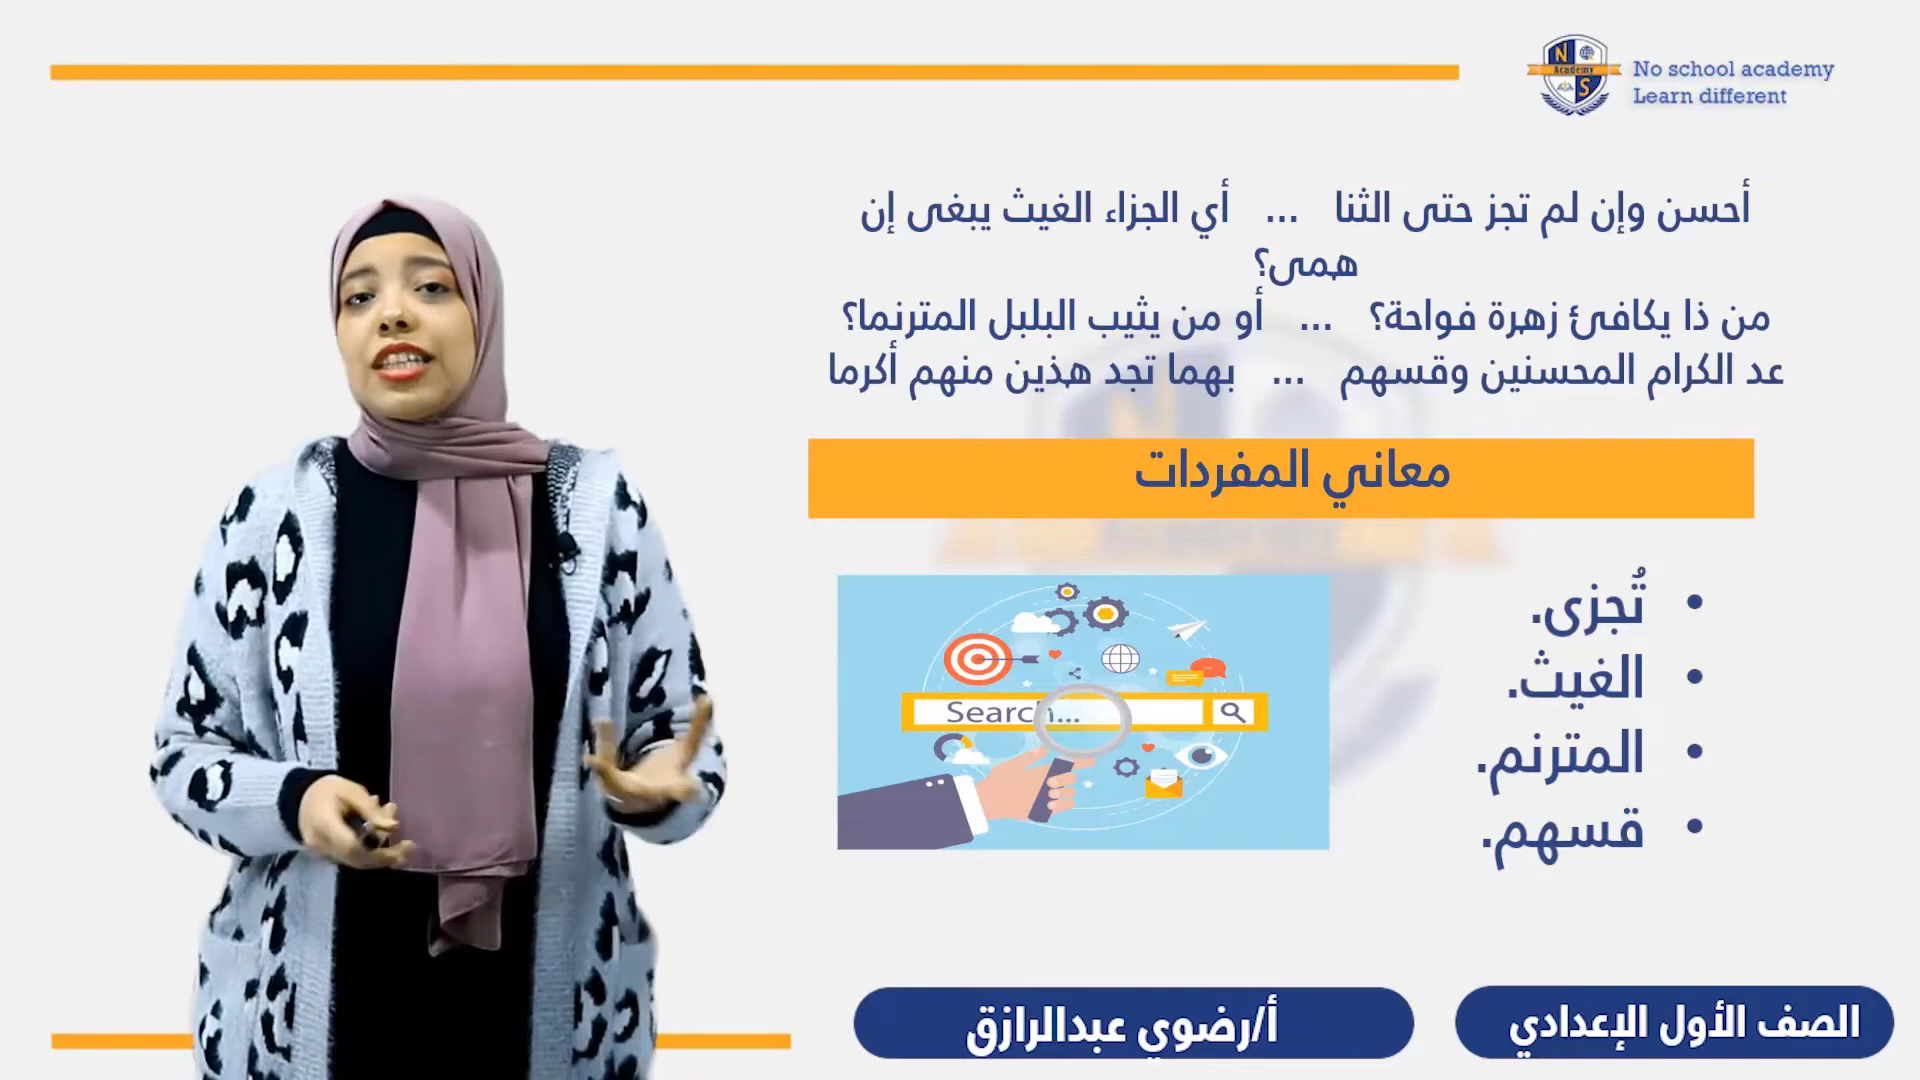 No school academy
Learn different
أحسن وإن لم تجز حتى الثنا ... أي الجزاء الغيث يبغى إن
همى؟
من ذا يكافئ زهرة فواحة؟ ... أو من يثيب البلبل المترنما؟
عد الكرام المحسنين وقسهم ... بهما تجد هذين منهم أكرما
معاني المفردات
• تُجزى.
• الغيث.
• المترنم.
• قسهم.
Search...
أ/رضوي عبدالرازق
الصف الأول الإعدادي
N
Academy
S